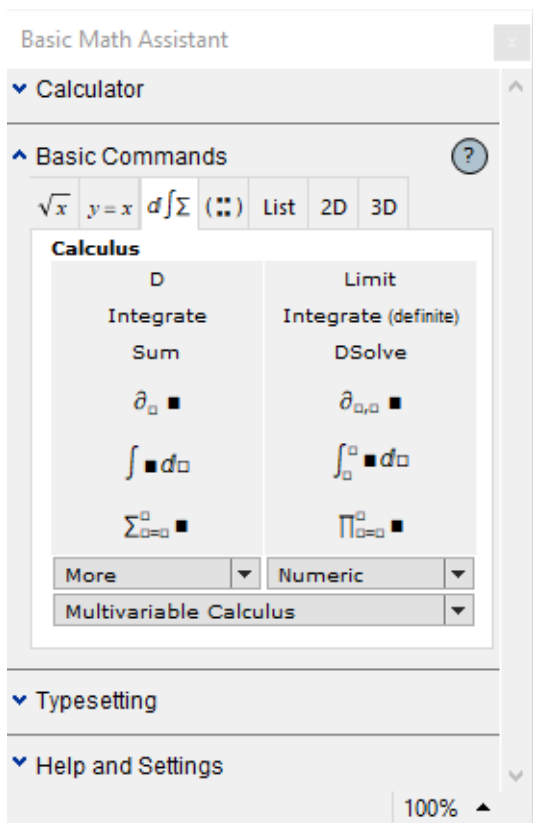 Basic Math Assistant
Calculator
Basic Commands ?
√x y=x d∫Σ (::) List 2D 3D
Calculus
D Limit
Integrate Integrate (definite)
Sum DSolve
∂□ ■ ∂□,□ ■
∫■d□ ∫□□■d□
Σ□□=□ ■ ∏□□=□ ■
More Numeric
Multivariable Calculus
Typesetting
Help and Settings
100%